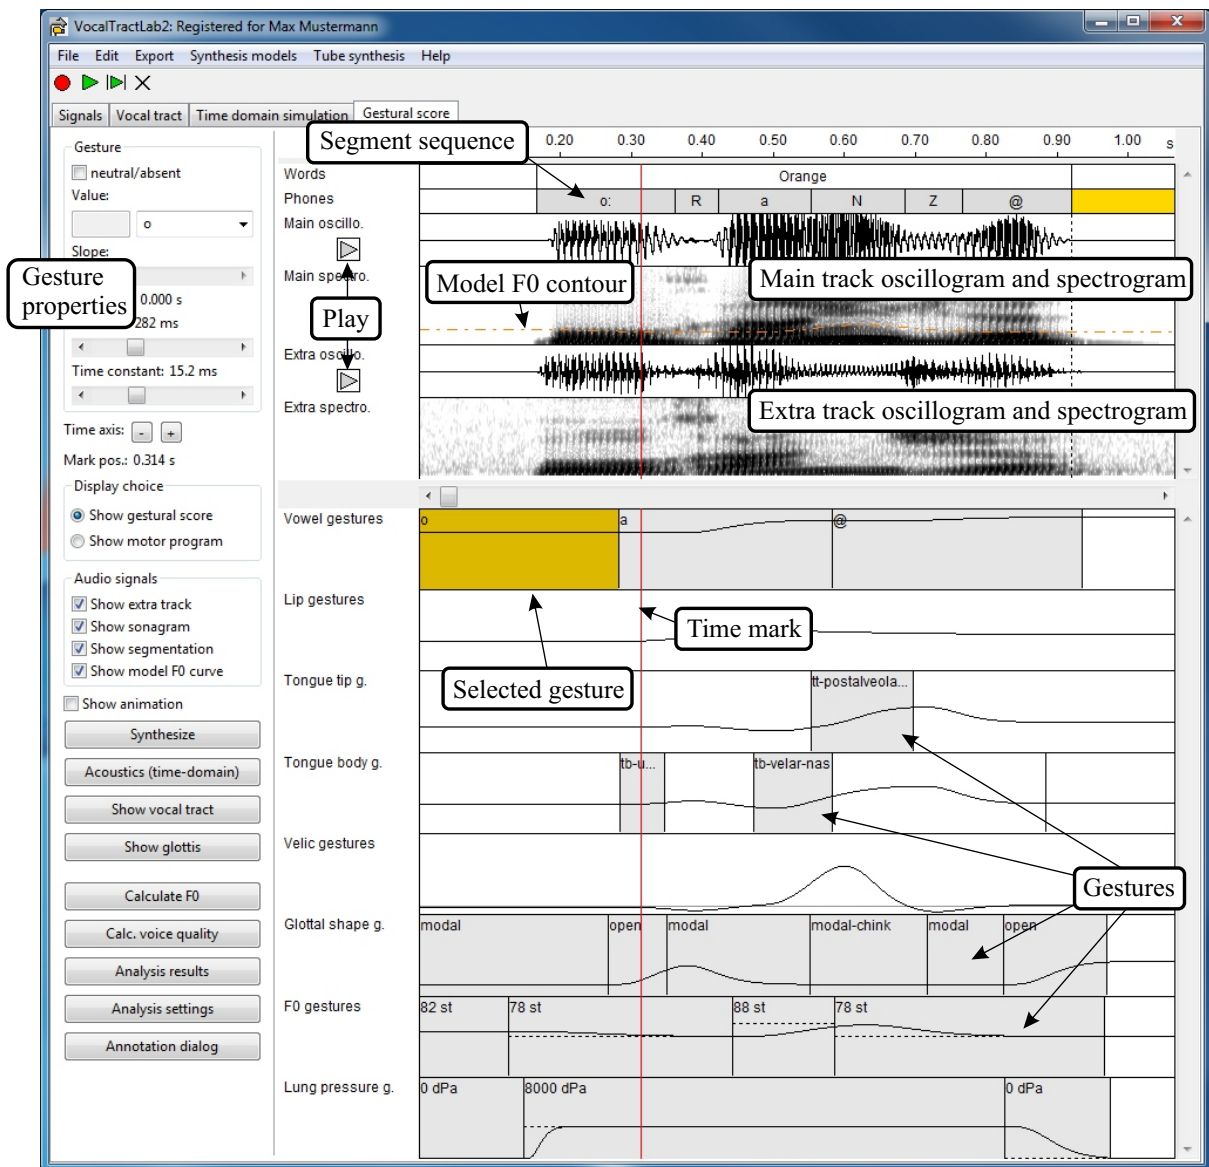 VocalTractLab2: Registered for Max Mustermann
File Edit Export Synthesis models Tube synthesis Help
Signals Vocal tract Time domain simulation Gestural score
Gesture
neutral/absent
Value:
o
Slope:
0.000 s
282 ms
Time constant: 15.2 ms
Gesture properties
Time axis: - +
Mark pos.: 0.314 s
Display choice
Show gestural score
Show motor program
Audio signals
Show extra track
Show sonagram
Show segmentation
Show model F0 curve
Show animation
Synthesize
Acoustics (time-domain)
Show vocal tract
Show glottis
Calculate F0
Calc. voice quality
Analysis results
Analysis settings
Annotation dialog
Segment sequence
0.20 0.30 0.40 0.50 0.60 0.70 0.80 0.90 1.00 s
Words Orange
Phones o: R a N Z @
Main oscillo.
Main spectro.
Model F0 contour
Main track oscillogram and spectrogram
Play
Extra oscillo.
Extra spectro.
Extra track oscillogram and spectrogram
Vowel gestures o a @
Lip gestures
Time mark
Selected gesture
Tongue tip g. tt-postalveola...
Tongue body g. tb-u... tb-velar-nas
Velic gestures
Gestures
Glottal shape g. modal open modal modal-chink modal open
F0 gestures 82 st 78 st 88 st 78 st
Lung pressure g. 0 dPa 8000 dPa 0 dPa